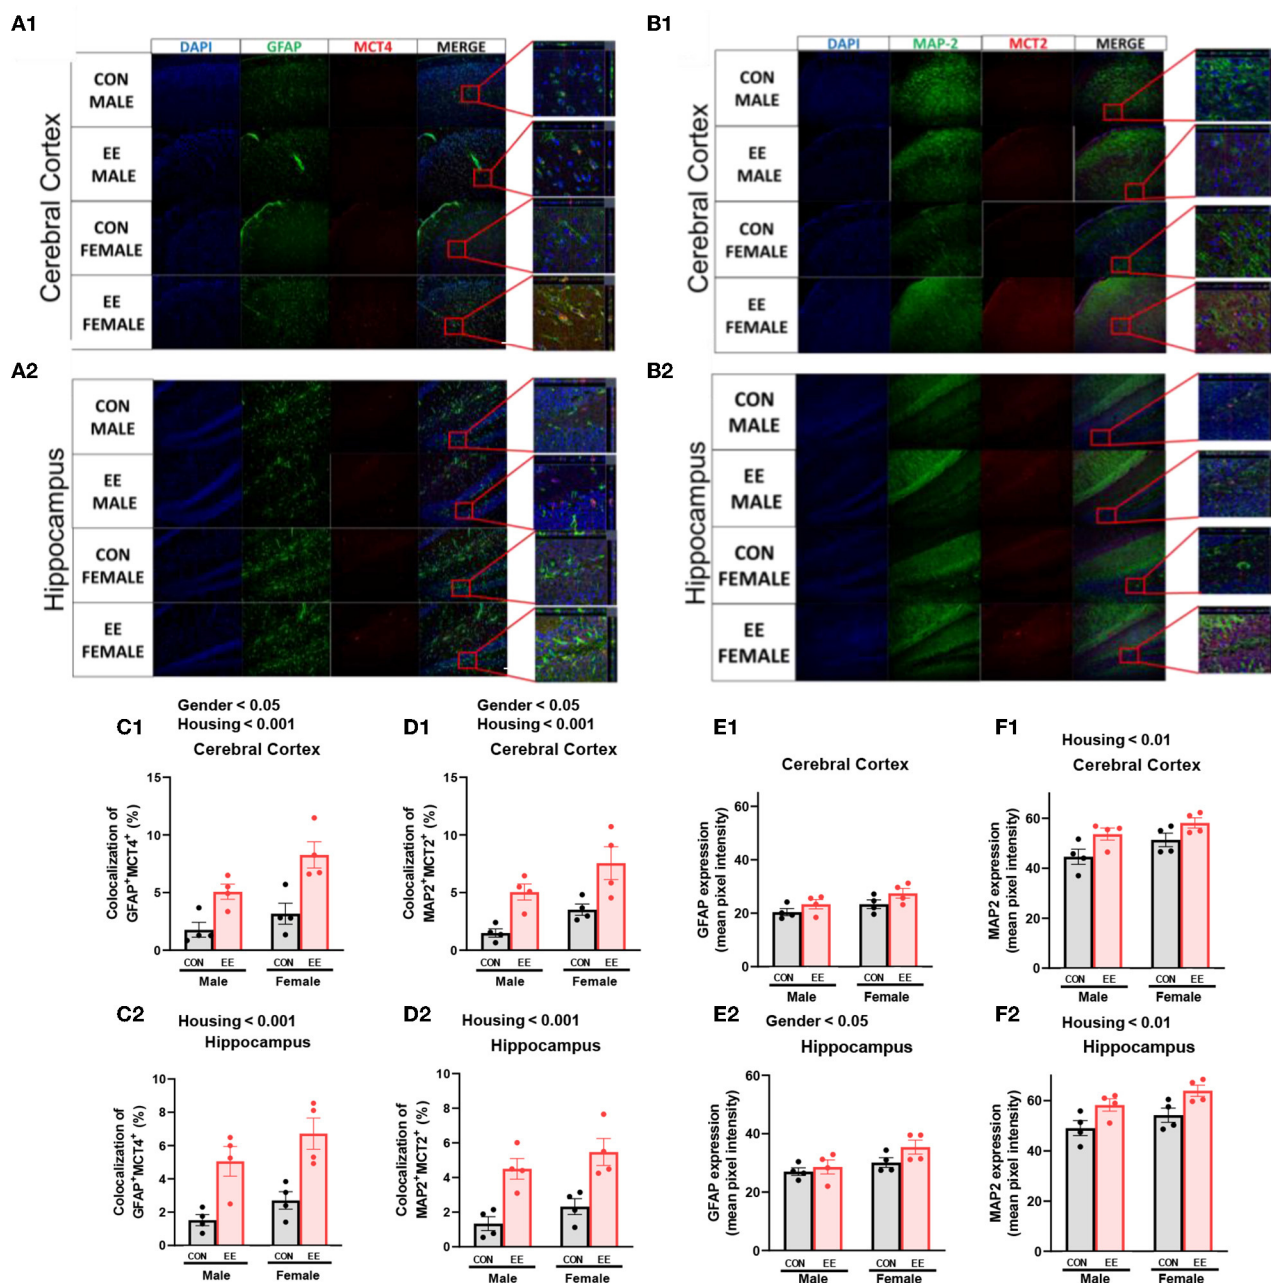 A1
DAPI GFAP MCT4 MERGE
Cerebral Cortex
CON
MALE
EE
MALE
CON
FEMALE
EE
FEMALE
B1
DAPI MAP-2 MCT2 MERGE
Cerebral Cortex
CON
MALE
EE
MALE
CON
FEMALE
EE
FEMALE
A2
Hippocampus
CON
MALE
EE
MALE
CON
FEMALE
EE
FEMALE
B2
Hippocampus
CON
MALE
EE
MALE
CON
FEMALE
EE
FEMALE
C1
Gender < 0.05
Housing < 0.001
Cerebral Cortex
Colocalization of
GFAP⁺MCT4⁺ (%)
15
10
5
0
CON EE CON EE
Male Female
D1
Gender < 0.05
Housing < 0.001
Cerebral Cortex
Colocalization of
MAP2⁺MCT2⁺ (%)
15
10
5
0
CON EE CON EE
Male Female
E1
Cerebral Cortex
GFAP expression
(mean pixel intensity)
60
40
20
0
CON EE CON EE
Male Female
F1
Housing < 0.01
Cerebral Cortex
MAP2 expression
(mean pixel intensity)
60
40
20
0
CON EE CON EE
Male Female
C2
Housing < 0.001
Hippocampus
Colocalization of
GFAP⁺MCT4⁺ (%)
10
8
6
4
2
0
CON EE CON EE
Male Female
D2
Housing < 0.001
Hippocampus
Colocalization of
MAP2⁺MCT2⁺ (%)
10
8
6
4
2
0
CON EE CON EE
Male Female
E2
Gender < 0.05
Hippocampus
GFAP expression
(mean pixel intensity)
60
40
20
0
CON EE CON EE
Male Female
F2
Housing < 0.01
Hippocampus
MAP2 expression
(mean pixel intensity)
60
40
20
0
CON EE CON EE
Male Female